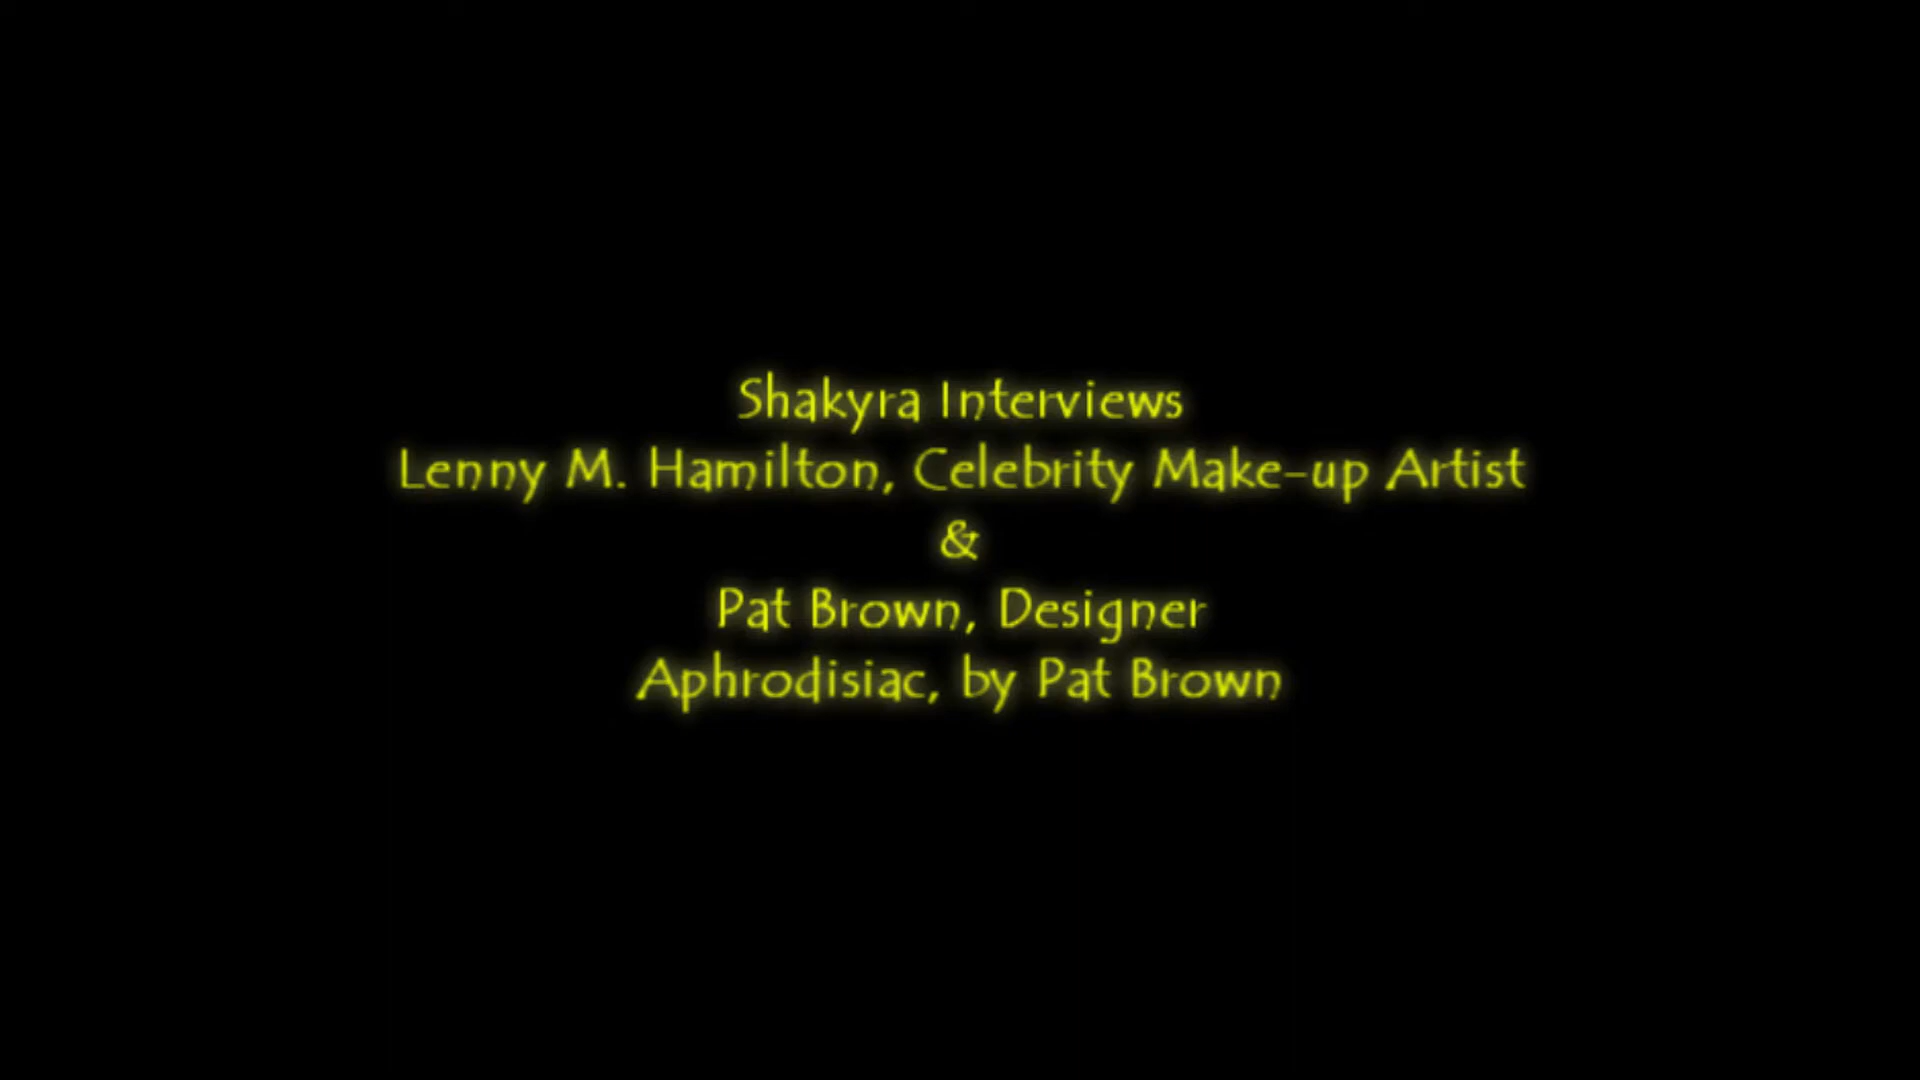 Shakyra Interviews
Lenny M. Hamilton, Celebrity Make-up Artist
&
Pat Brown, Designer
Aphrodisiac, by Pat Brown